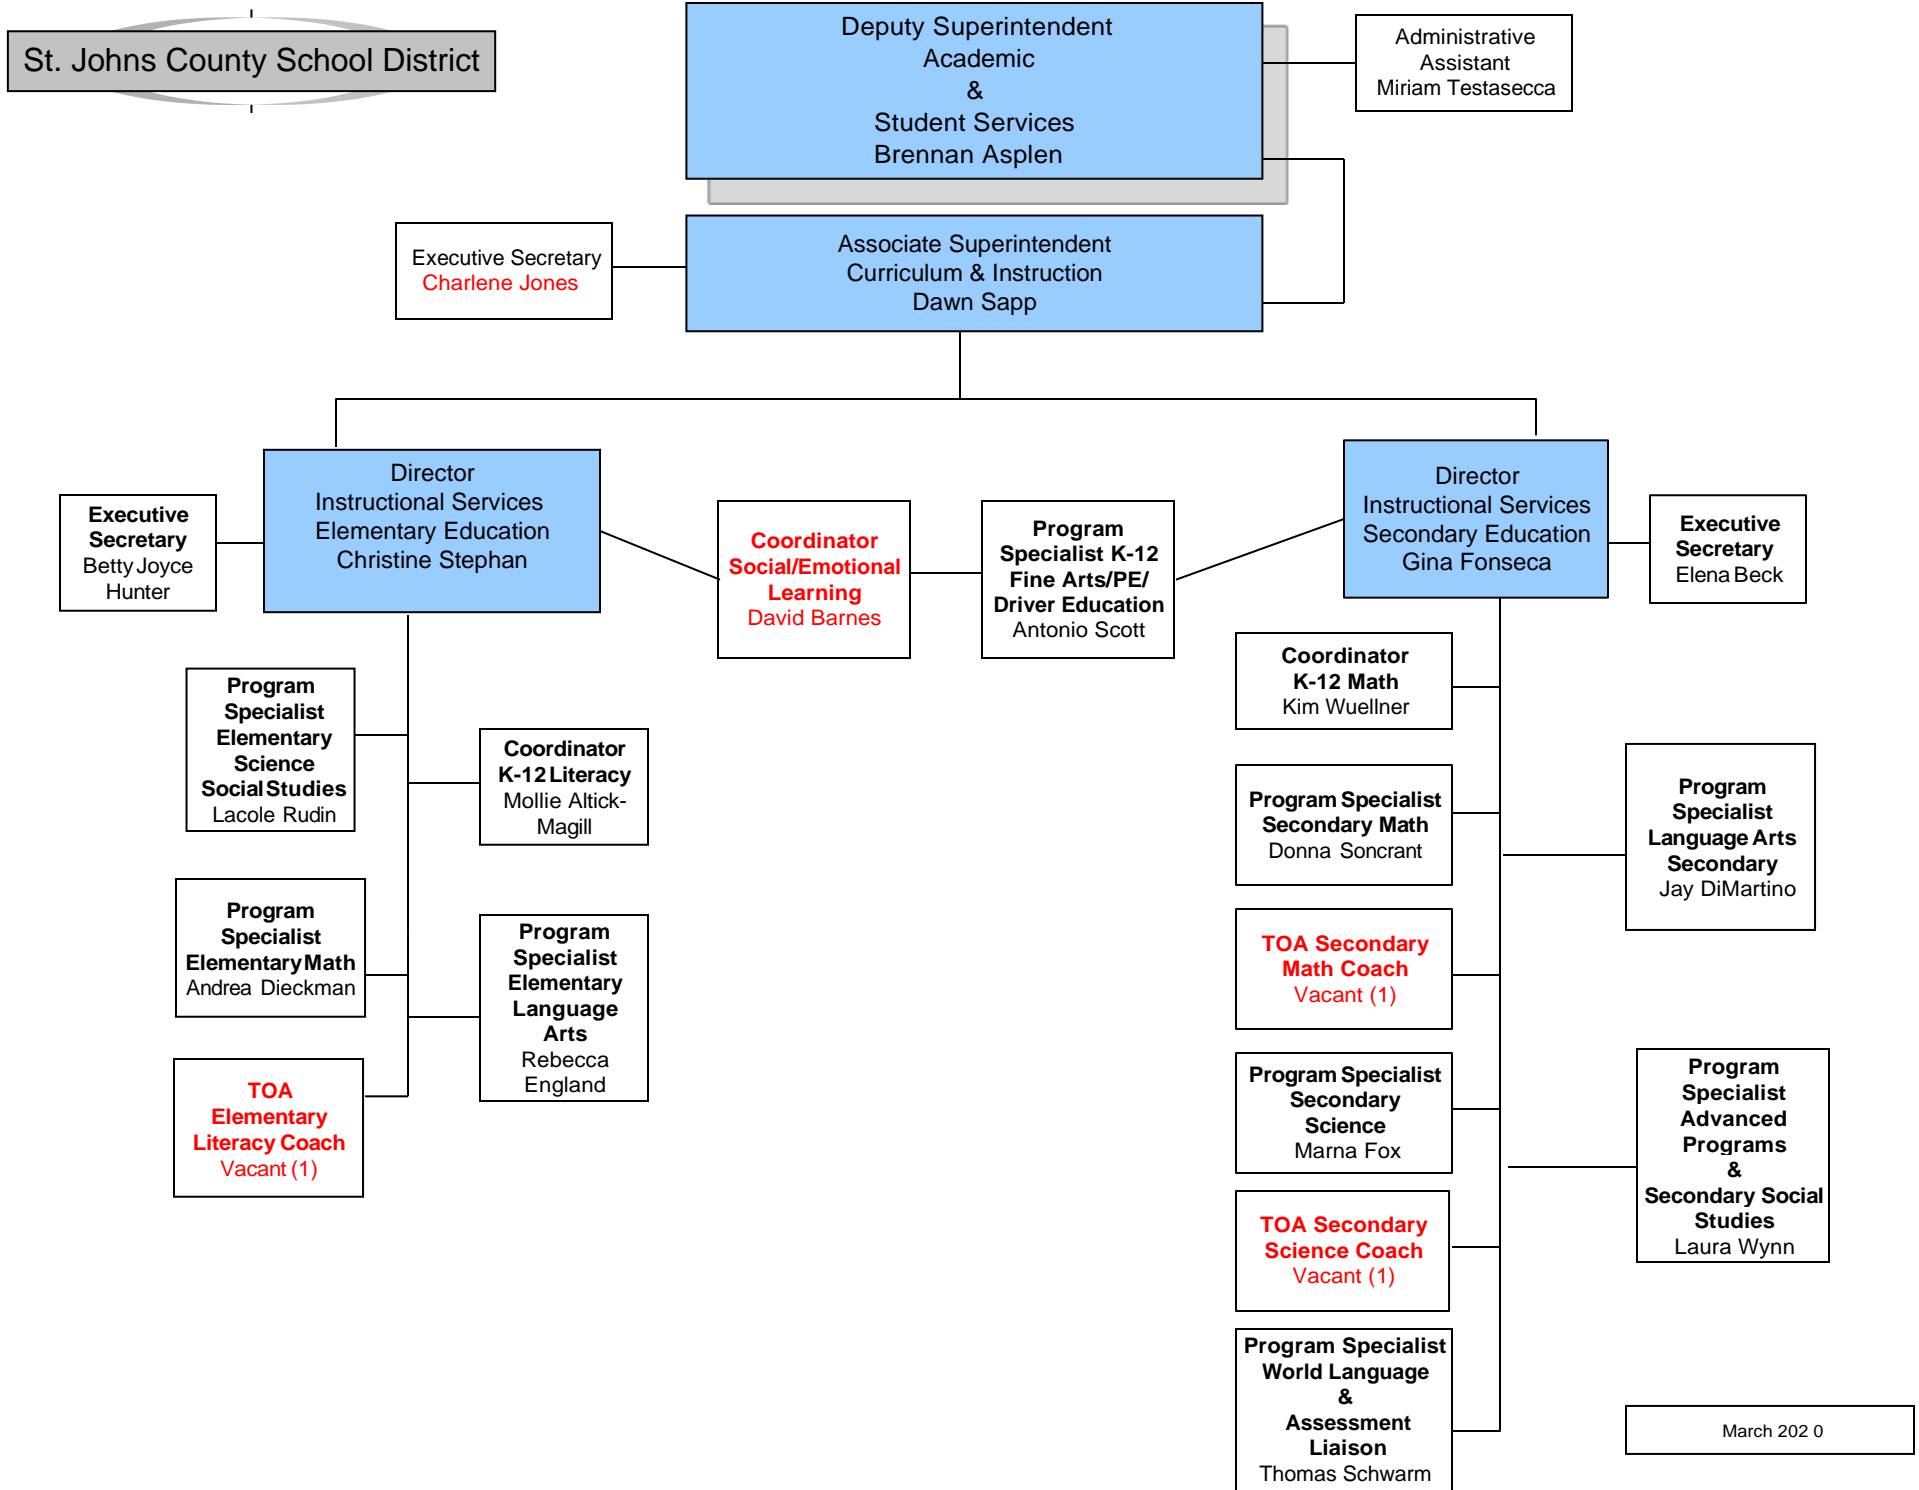 St. Johns County School District
Deputy Superintendent
Academic
&
Student Services
Brennan Asplen
Administrative
Assistant
Miriam Testasecca
Executive Secretary
Charlene Jones
Associate Superintendent
Curriculum & Instruction
Dawn Sapp
Executive
Secretary
Betty Joyce
Hunter
Director
Instructional Services
Elementary Education
Christine Stephan
Coordinator
Social/Emotional
Learning
David Barnes
Program
Specialist K-12
Fine Arts/PE/
Driver Education
Antonio Scott
Director
Instructional Services
Secondary Education
Gina Fonseca
Executive
Secretary
Elena Beck
Program
Specialist
Elementary
Science
Social Studies
Lacole Rudin
Coordinator
K-12 Literacy
Mollie Altick-
Magill
Program
Specialist
Elementary Math
Andrea Dieckman
Program
Specialist
Elementary
Language
Arts
Rebecca
England
TOA
Elementary
Literacy Coach
Vacant (1)
Coordinator
K-12 Math
Kim Wuellner
Program Specialist
Secondary Math
Donna Soncrant
Program
Specialist
Language Arts
Secondary
Jay DiMartino
TOA Secondary
Math Coach
Vacant (1)
Program Specialist
Secondary
Science
Marna Fox
Program
Specialist
Advanced
Programs
&
Secondary Social
Studies
Laura Wynn
TOA Secondary
Science Coach
Vacant (1)
Program Specialist
World Language
&
Assessment
Liaison
Thomas Schwarm
March 202 0